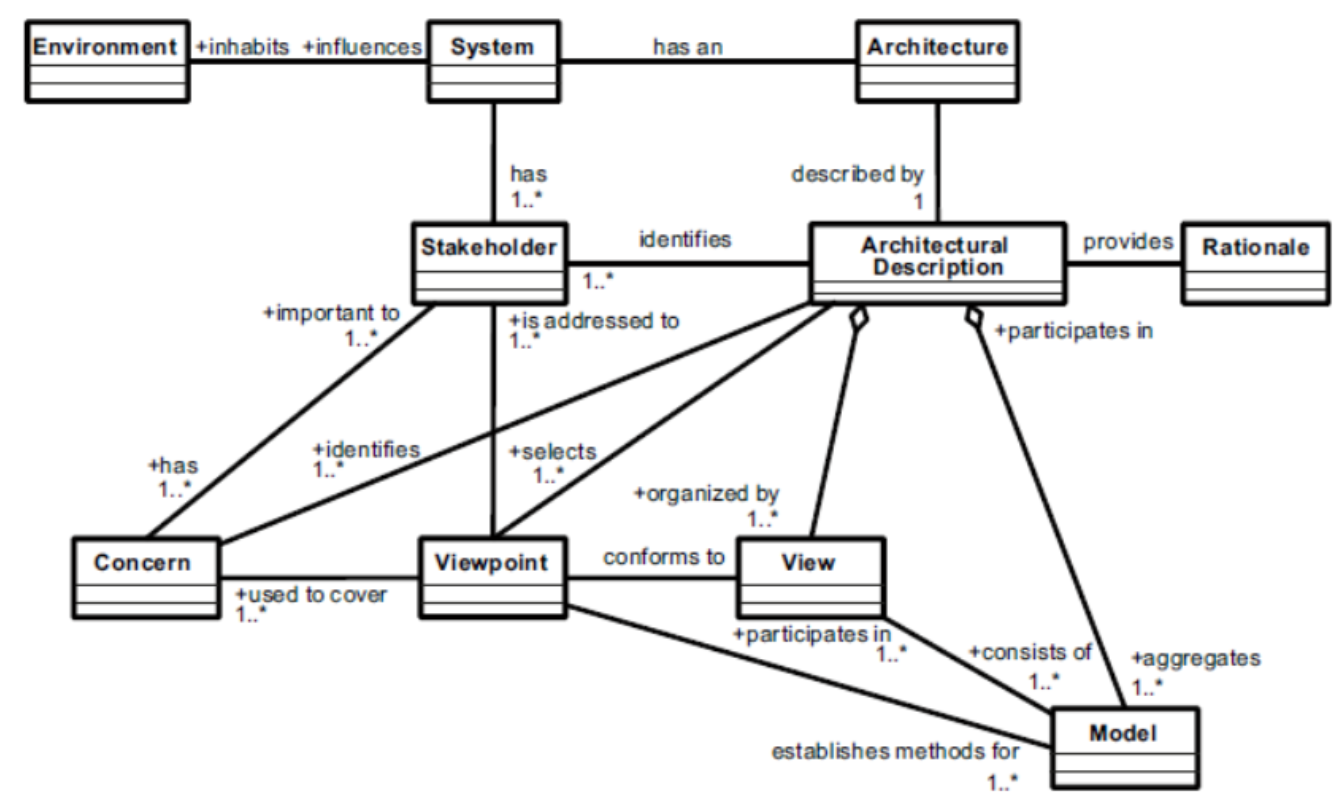 Environment
+inhabits +influences
System
has an
Architecture
has
1..*
described by
1
Stakeholder
identifies
1..*
Architectural
Description
provides
Rationale
+important to
1..*
+is addressed to
1..*
+participates in
+has
1..*
+identifies
1..*
+selects
1..*
+organized by
1..*
Concern
+used to cover
1..*
Viewpoint
conforms to
View
+participates in
1..*
+consists of
1..*
+aggregates
1..*
Model
establishes methods for
1..*